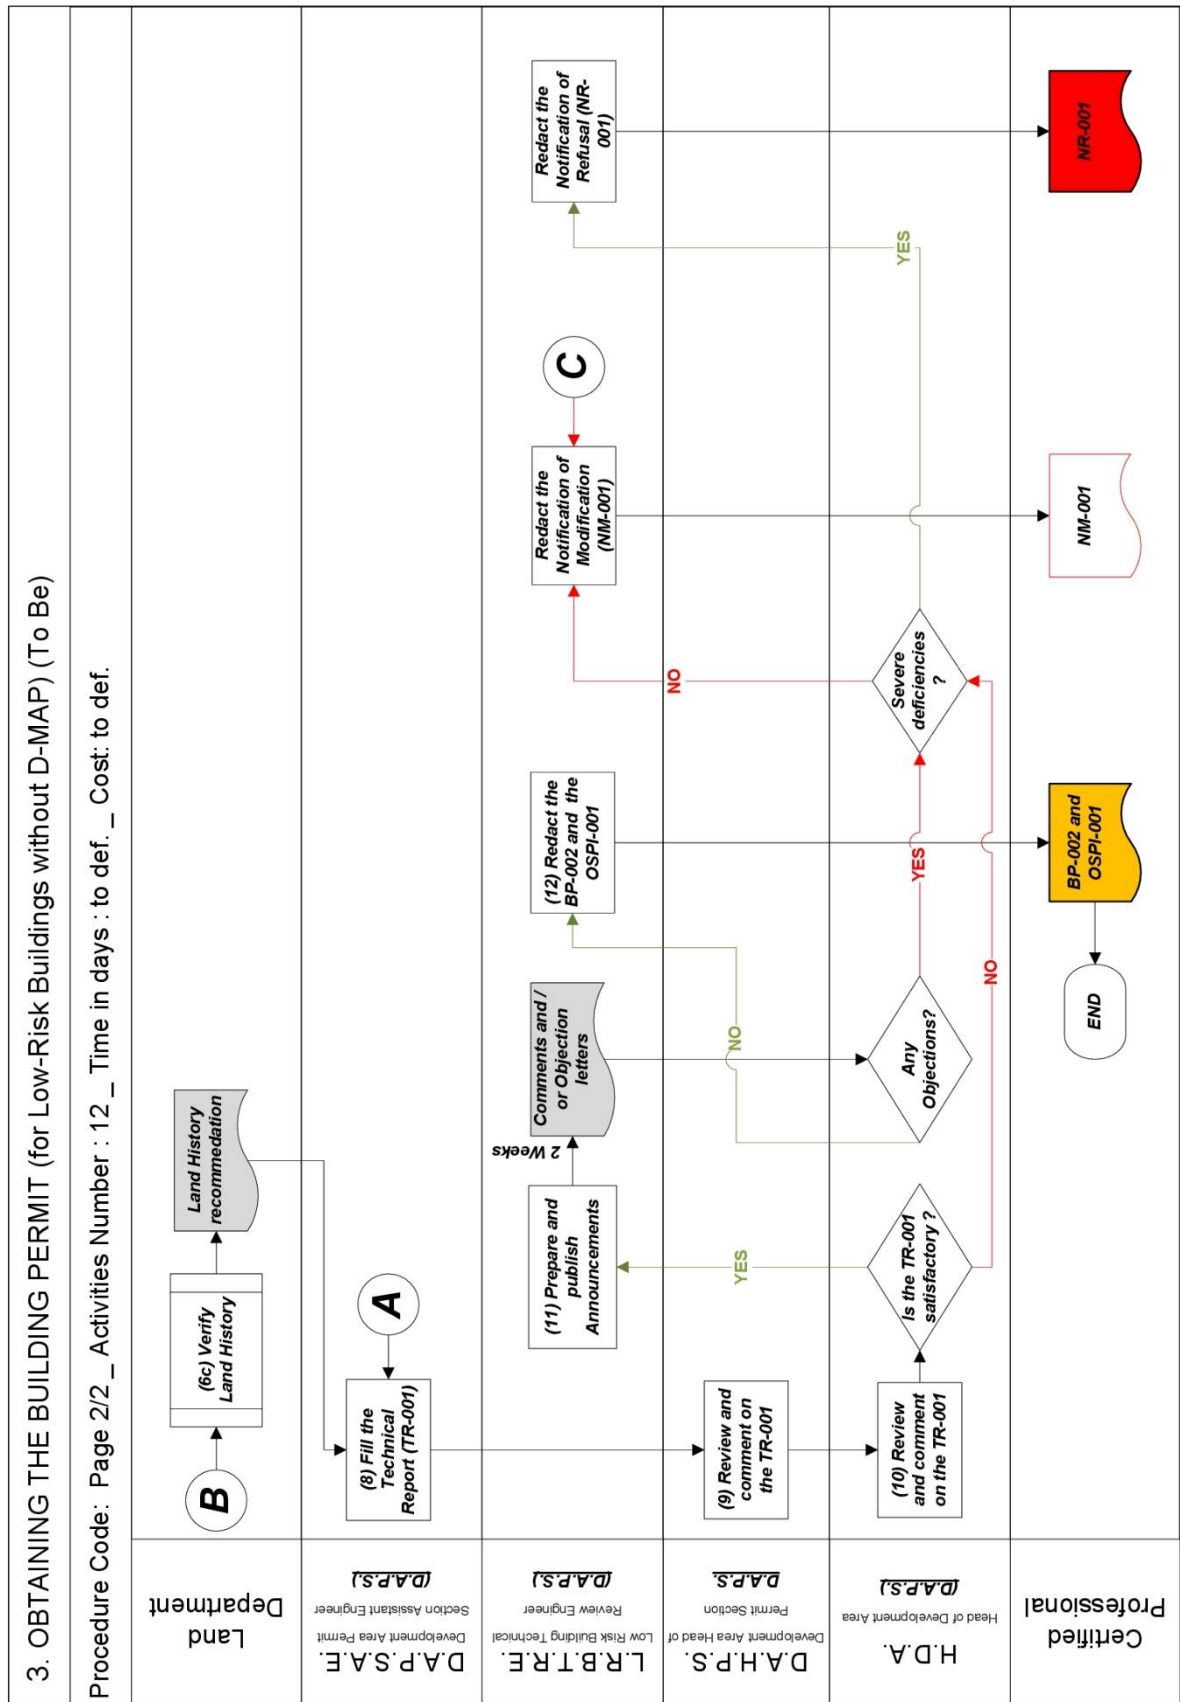 3. OBTAINING THE BUILDING PERMIT (for Low-Risk Buildings without D-MAP) (To Be)
Procedure Code: Page 2/2 _ Activities Number : 12 _ Time in days : to def. _ Cost: to def.
Land
Department
B
(6c) Verify
Land History
Land History
recommedation
D.A.P.S.A.E.
Development Area Permit
Section Assistant Engineer
(D.A.P.S.)
(8) Fill the
Technical
Report (TR-001)
A
L.R.B.T.R.E.
Low Risk Building Technical
Review Engineer
(D.A.P.S.)
(11) Prepare and
publish
Announcements
2 Weeks
Comments and /
or Objection
letters
(12) Redact the
BP-002 and the
OSPI-001
Redact the
Notification of
Modification
(NM-001)
C
Redact the
Notification of
Refusal (NR-
001)
D.A.H.P.S.
Development Area Head of
Permit Section
D.A.P.S.
(9) Review and
comment on
the TR-001
YES
NO
NO
H.D.A.
Head of Development Area
(D.A.P.S.)
(10) Review
and comment
on the TR-001
Is the TR-001
satisfactory ?
Any
Objections?
YES
Severe
deficiencies
?
YES
NO
Certified
Professional
END
BP-002 and
OSPI-001
NM-001
NR-001